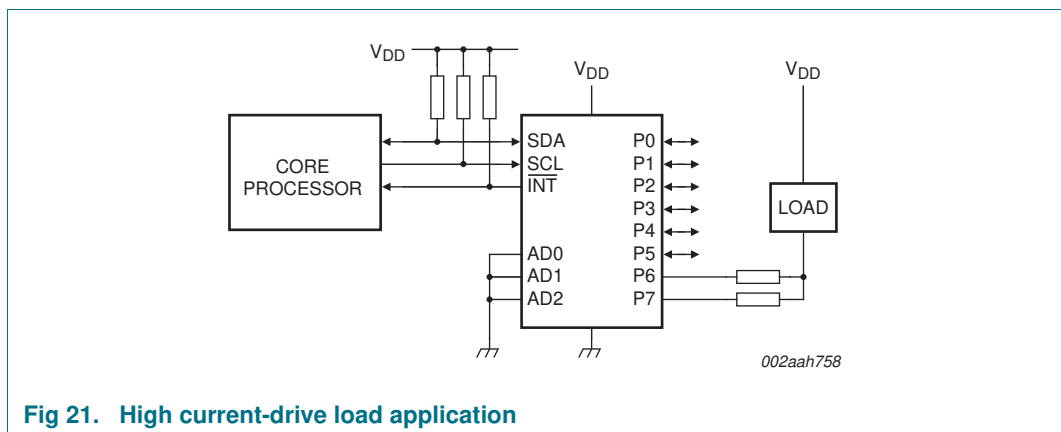 VDD
VDD
VDD
CORE
PROCESSOR
SDA
SCL
INT
AD0
AD1
AD2
P0
P1
P2
P3
P4
P5
P6
P7
LOAD
002aah758
Fig 21. High current-drive load application